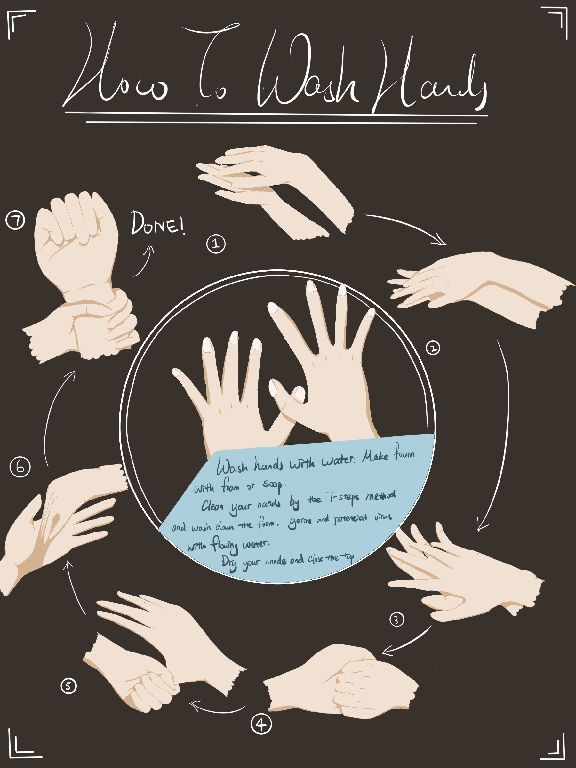 How To Wash Hands
①
②
③
④
⑤
⑥
⑦
DONE!
Wash hands with water. Make foam
with foam or soap.
Clean your hands by the 7-steps method
and wash down the foam, germs and potential virus
with flowing water.
Dry your hands and close the top